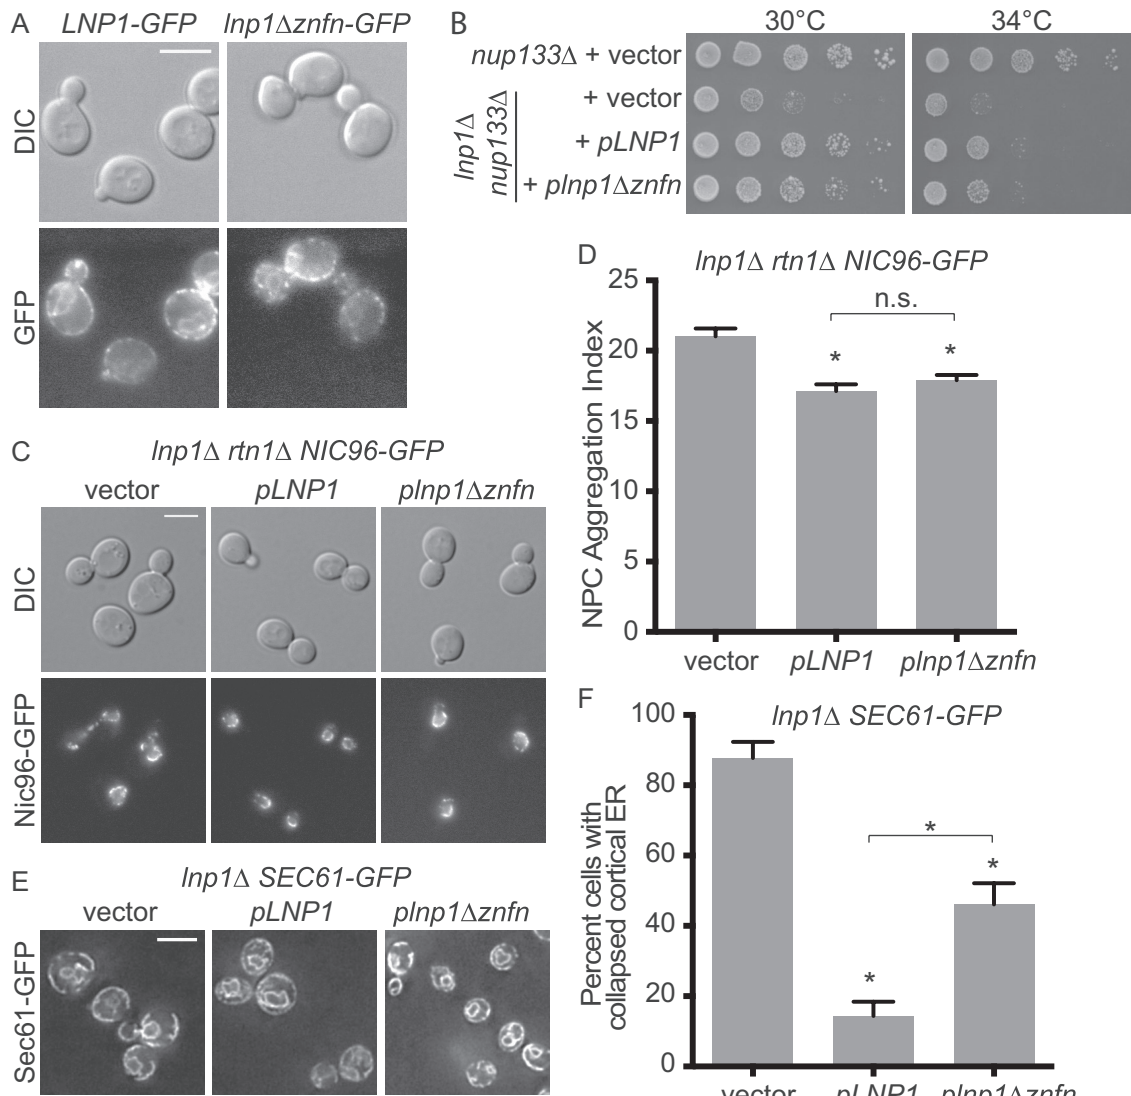 A
LNP1-GFP
lnp1Δznfn-GFP
DIC
GFP
B
30°C
34°C
nup133Δ + vector
lnp1Δ
nup133Δ
+ vector
+ pLNP1
+ plnp1Δznfn
C
lnp1Δ rtn1Δ NIC96-GFP
vector
pLNP1
plnp1Δznfn
DIC
Nic96-GFP
D
lnp1Δ rtn1Δ NIC96-GFP
NPC Aggregation Index
25
20
15
10
5
0
n.s.
*
*
vector
pLNP1
plnp1Δznfn
E
lnp1Δ SEC61-GFP
vector
pLNP1
plnp1Δznfn
Sec61-GFP
F
lnp1Δ SEC61-GFP
Percent cells with
collapsed cortical ER
100
80
60
40
20
0
*
*
*
vector
pLNP1
plnp1Δznfn